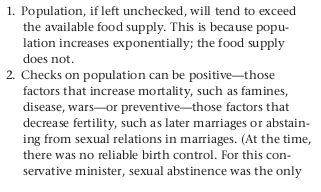 1. Population, if left unchecked, will tend to exceed
the available food supply. This is because popu-
lation increases exponentially; the food supply
does not.
2. Checks on population can be positive—those
factors that increase mortality, such as famines,
disease, wars—or preventive—those factors that
decrease fertility, such as later marriages or abstain-
ing from sexual relations in marriages. (At the time,
there was no reliable birth control. For this con-
servative minister, sexual abstinence was the only